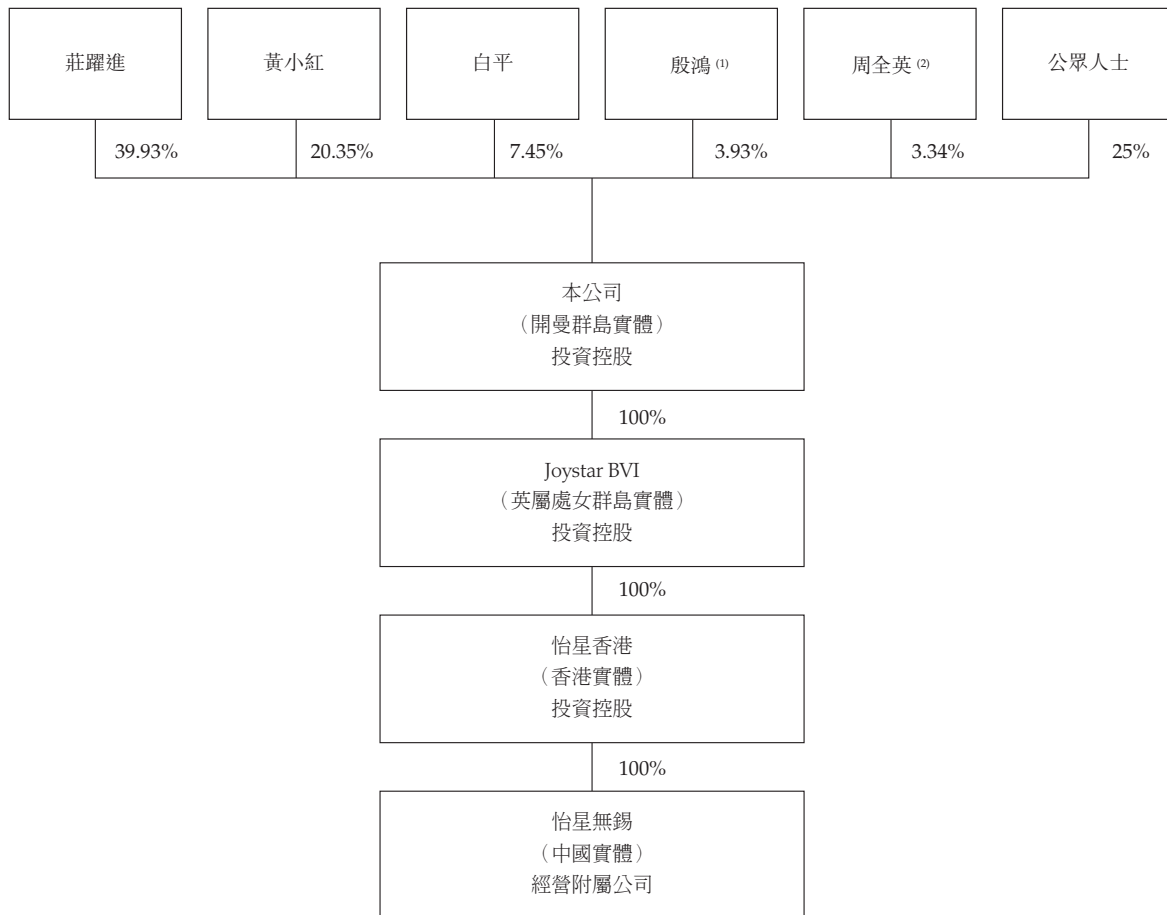 莊躍進
黃小紅
白平
殷鴻 (1)
周全英 (2)
公眾人士
39.93%
20.35%
7.45%
3.93%
3.34%
25%
本公司
（開曼群島實體）
投資控股
100%
Joystar BVI
（英屬處女群島實體）
投資控股
100%
怡星香港
（香港實體）
投資控股
100%
怡星無錫
（中國實體）
經營附屬公司